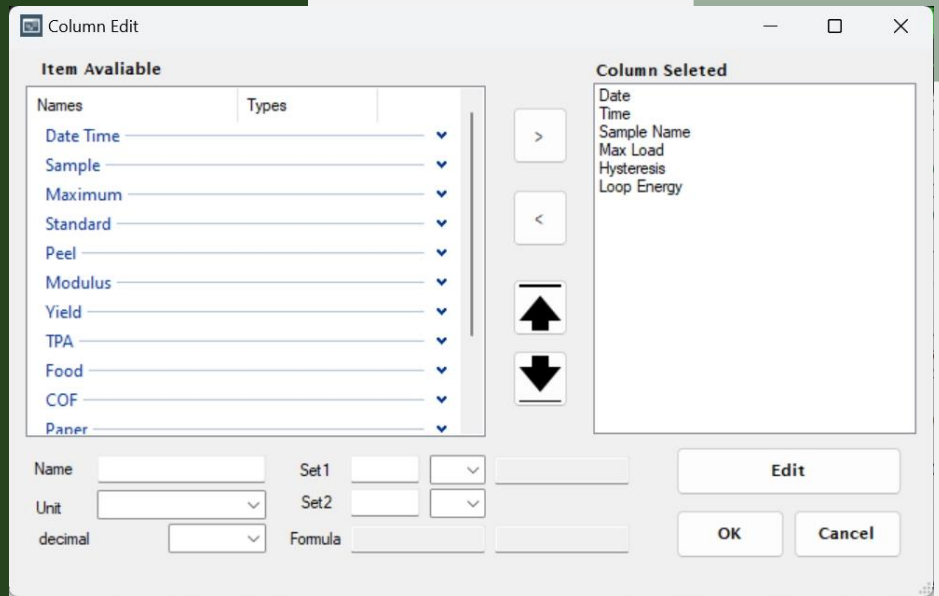 Column Edit
Item Avaliable
Names Types
Date Time
Sample
Maximum
Standard
Peel
Modulus
Yield
TPA
Food
COF
Paper
>
<
Column Seleted
Date
Time
Sample Name
Max Load
Hysteresis
Loop Energy
Name
Unit
decimal
Set1
Set2
Formula
Edit
OK Cancel